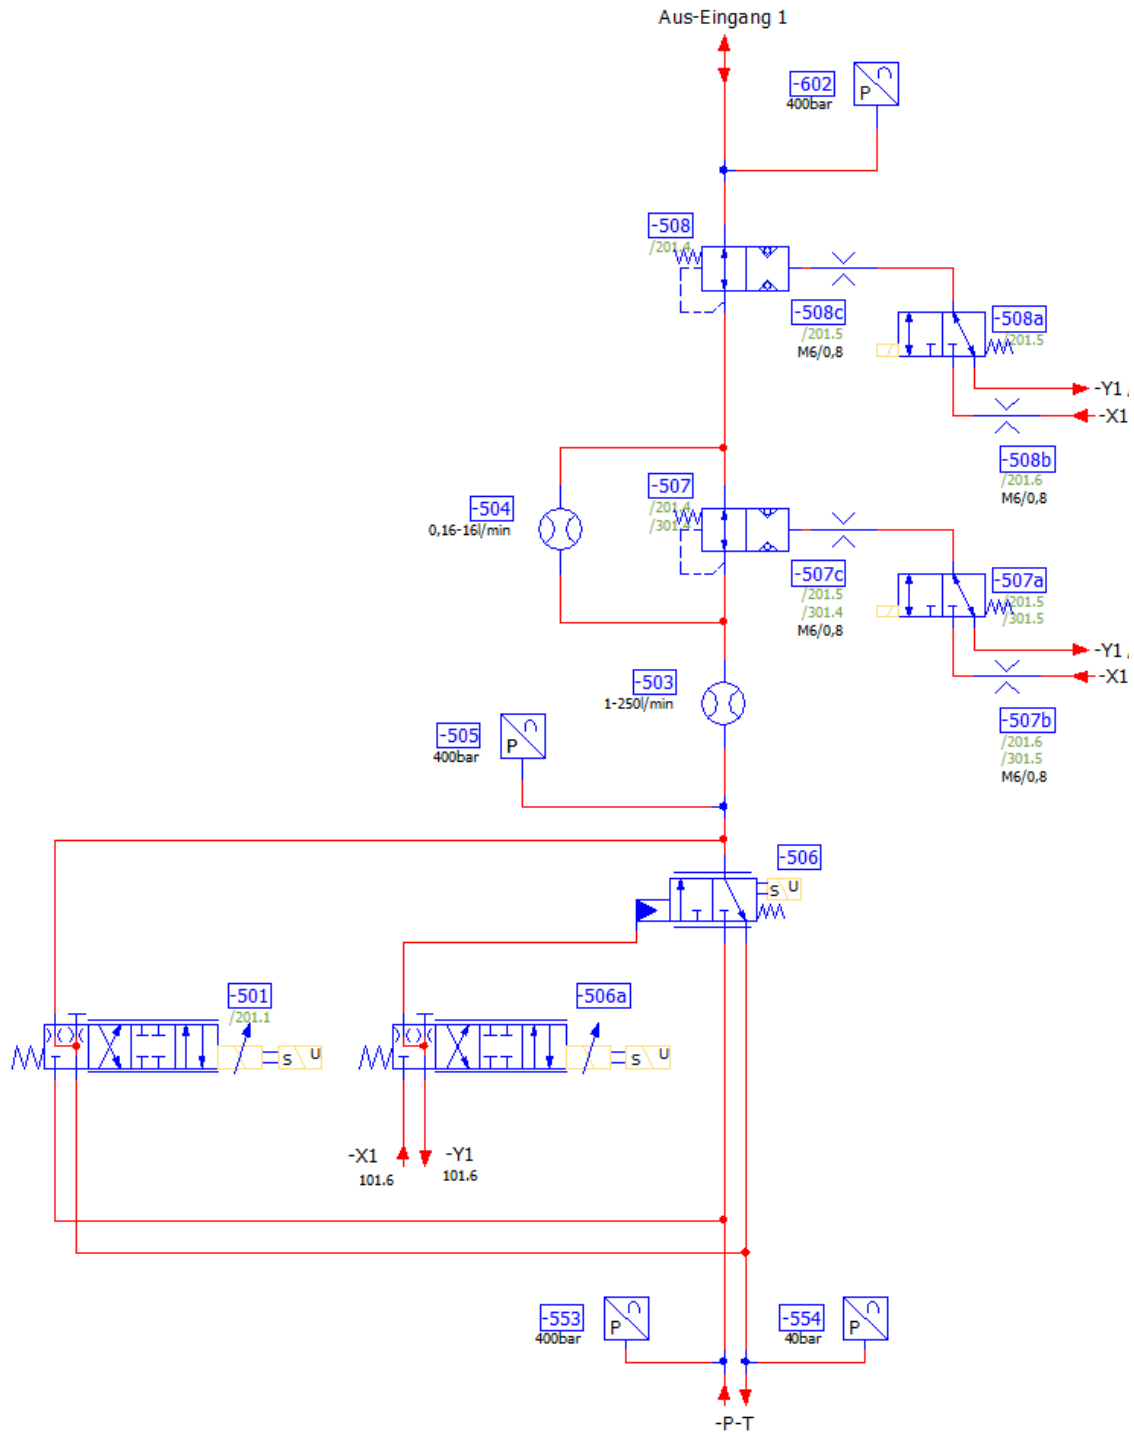 Aus-Eingang 1
-602
400bar
P
-508
/201.4
-508c
/201.5
M6/0,8
-508a
/201.5
-Y1
-X1
-508b
/201.6
M6/0,8
-504
0,16-16l/min
-507
/201.4
/301.4
-507c
/201.5
/301.4
M6/0,8
-507a
/201.5
/301.5
-Y1
-X1
-507b
/201.6
/301.5
M6/0,8
-503
1-250l/min
-505
400bar
P
-506
S U
-501
/201.1
S U
-506a
S U
-X1
101.6
-Y1
101.6
-553
400bar
P
-554
40bar
P
-P-T